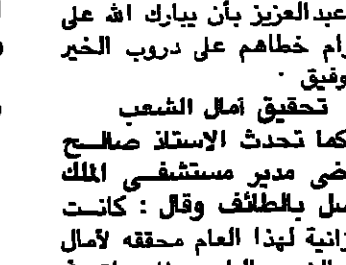 عبدالعزيز بأن يبارك الله على
خطاهم على دروب الخير
تحقيق آمال الشعب
كما تحدث الاستاذ صالح
مدير مستشفى الملك
بالطائف وقال : كانت
لهذا العام محققه لآمال